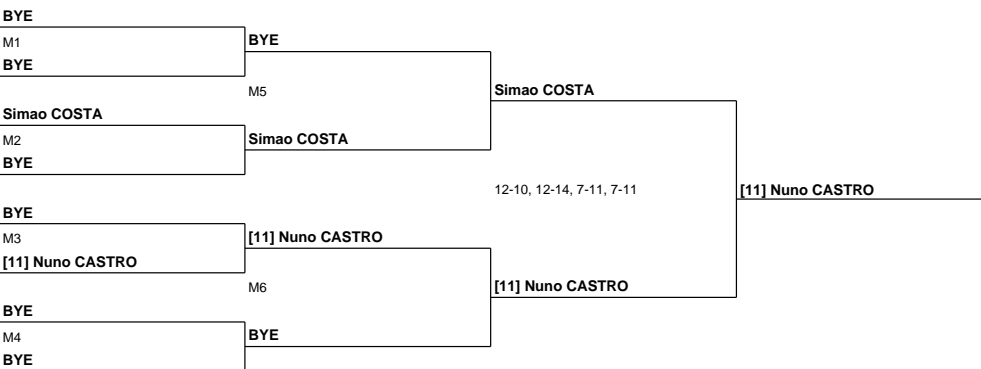 BYE
M1
BYE
BYE
M5
Simao COSTA
M2
BYE
Simao COSTA
Simao COSTA
12-10, 12-14, 7-11, 7-11
[11] Nuno CASTRO
BYE
M3
[11] Nuno CASTRO
[11] Nuno CASTRO
M6
[11] Nuno CASTRO
BYE
M4
BYE
BYE